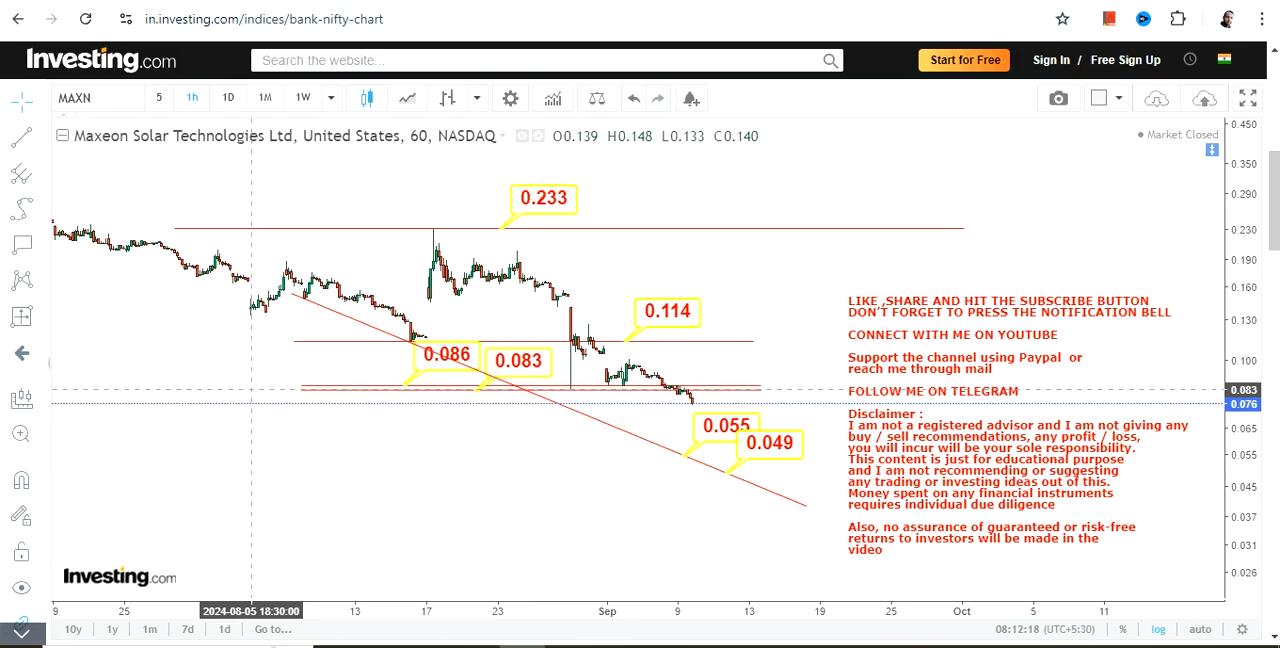 in.investing.com/indices/bank-nifty-chart
Investing.com
Search the website...
Start for Free
Sign In / Free Sign Up
MAXN
5
1h
1D
1M
1W
Maxeon Solar Technologies Ltd, United States, 60, NASDAQ
O0.139 H0.148 L0.133 C0.140
Market Closed
0.450
0.350
0.290
0.230
0.190
0.160
0.130
0.100
0.083
0.076
0.065
0.055
0.045
0.037
0.031
0.026
0.233
0.114
0.086
0.083
0.055
0.049
LIKE ,SHARE AND HIT THE SUBSCRIBE BUTTON
DON'T FORGET TO PRESS THE NOTIFICATION BELL
CONNECT WITH ME ON YOUTUBE
Support the channel using Paypal or
reach me through mail
FOLLOW ME ON TELEGRAM
Disclaimer :
I am not a registered advisor and I am not giving any
buy / sell recommendations, any profit / loss,
you will incur will be your sole responsibility.
This content is just for educational purpose
and I am not recommending or suggesting
any trading or investing ideas out of this.
Money spent on any financial instruments
requires individual due diligence
Also, no assurance of guaranteed or risk-free
returns to investors will be made in the
video
Investing.com
9 25 2024-08-05 18:30:00 13 17 23 Sep 9 13 19 25 Oct 5 11
10y 1y 1m 7d 1d Go to...
08:12:18 (UTC+5:30) % log auto